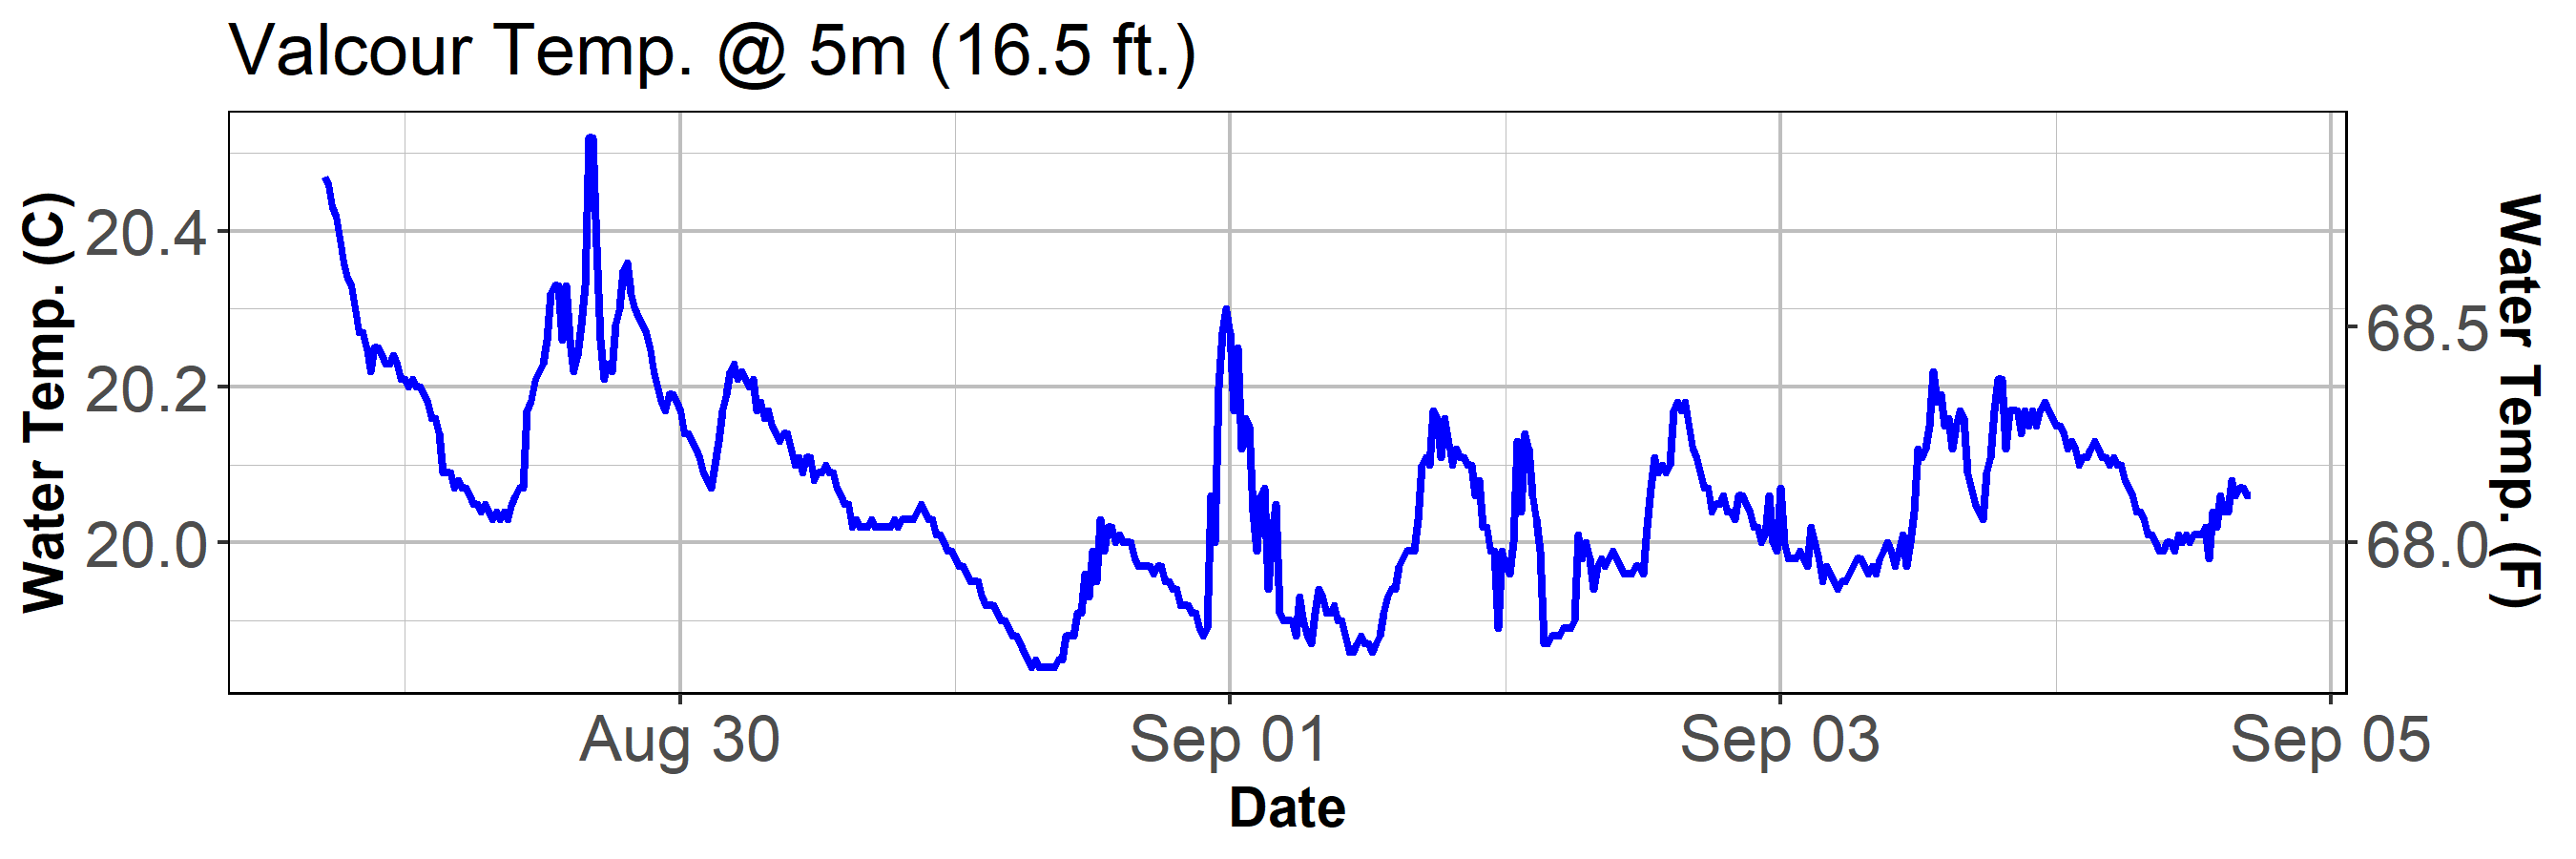 Valcour Temp. @ 5m (16.5 ft.)
Water Temp. (C)
20.4
20.2
20.0
68.5
68.0
Water Temp. (F)
Aug 30
Sep 01
Sep 03
Sep 05
Date